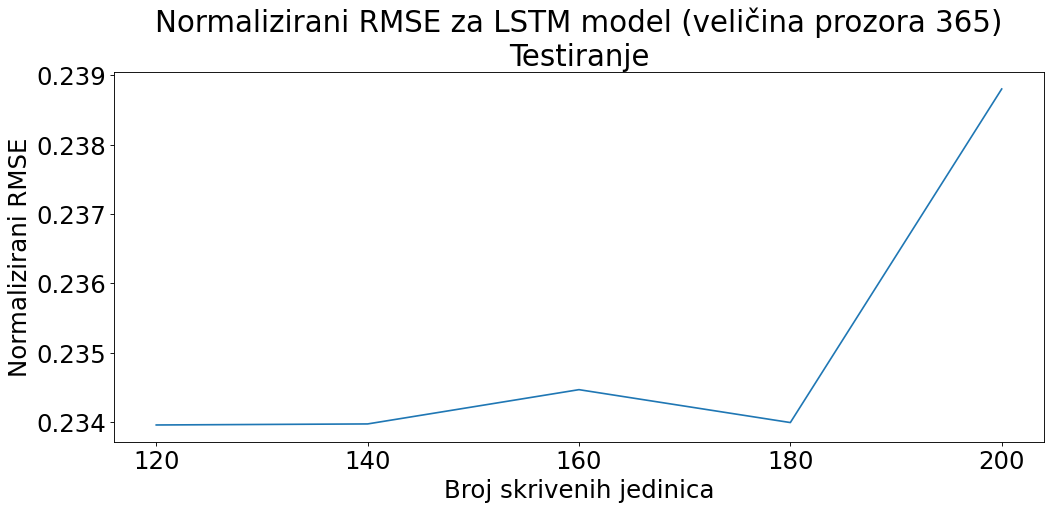 Normalizirani RMSE za LSTM model (veličina prozora 365)
Testiranje
0.239
0.238
0.237
0.236
0.235
0.234
Normalizirani RMSE
120 140 160 180 200
Broj skrivenih jedinica